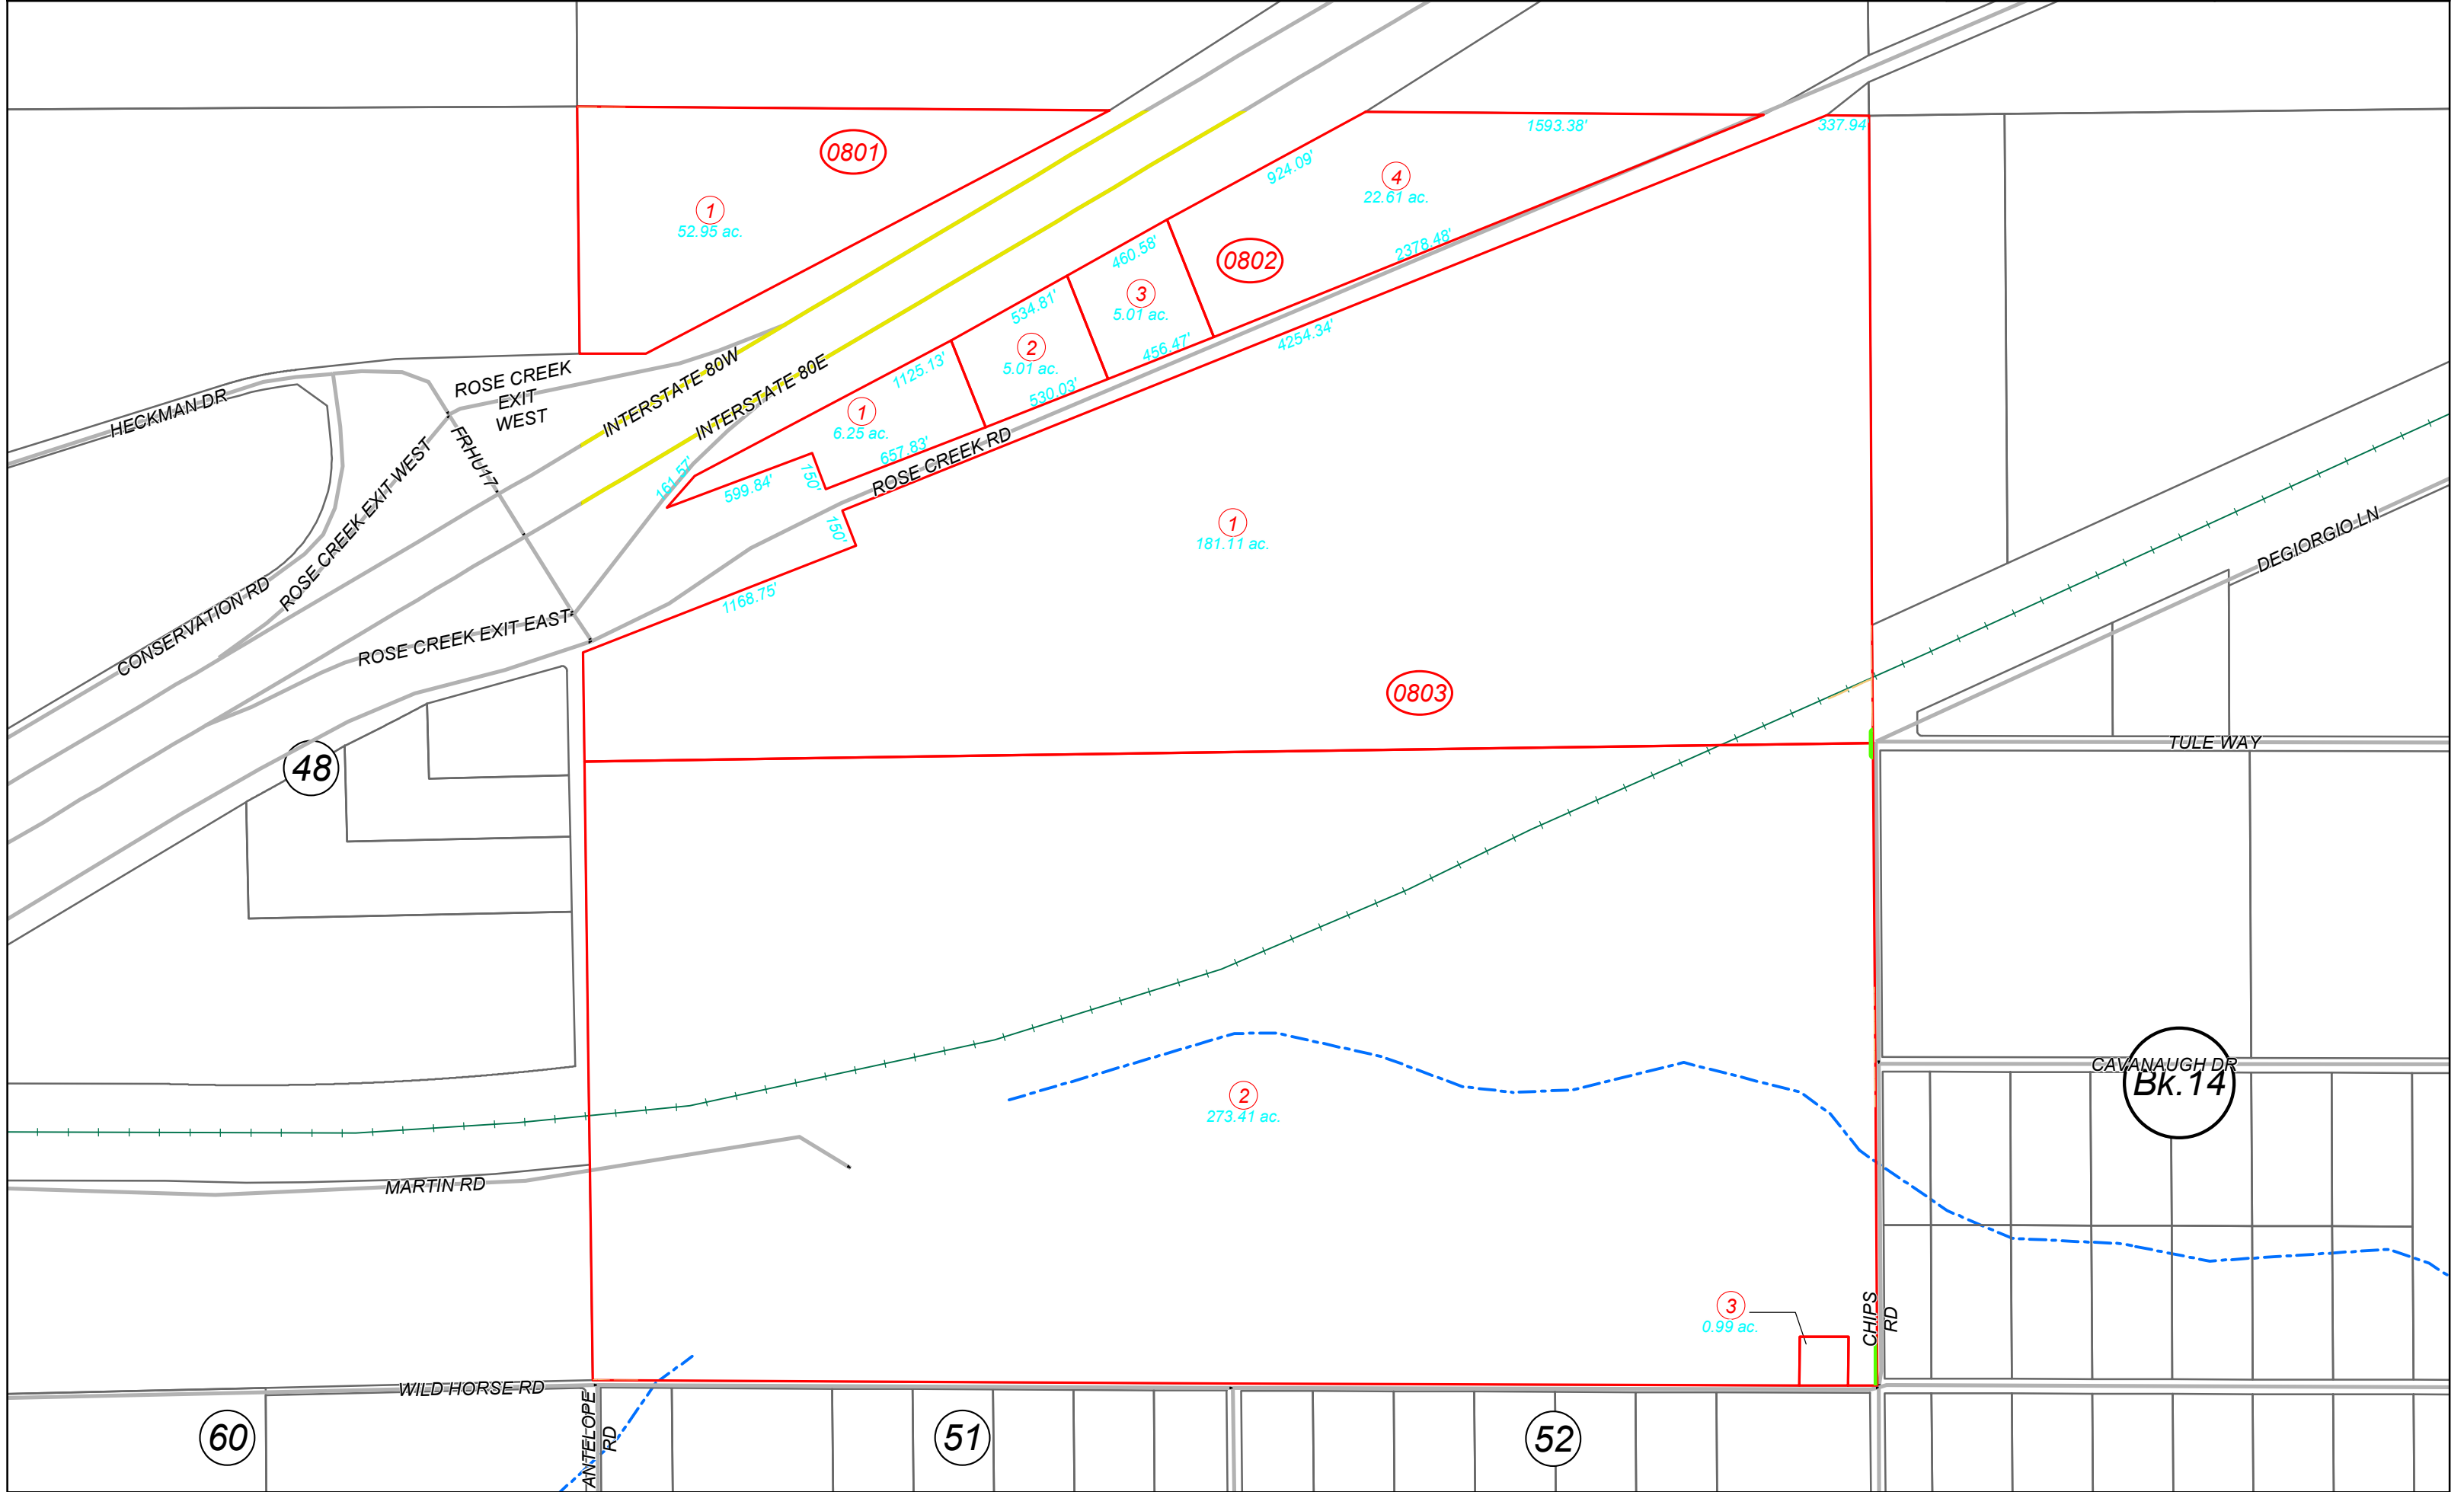 1593.38'
337.94'
0801
924.09'
4
22.61 ac.
1
52.95 ac.
460.58'
0802
2378.48'
534.81'
3
5.01 ac.
456.47'
4254.34'
2
5.01 ac.
530.03'
1125.13'
1
6.25 ac.
657.83'
ROSE CREEK
EXIT
WEST
INTERSTATE 80W
INTERSTATE 80E
HECKMAN DR
FRHU17
ROSE CREEK EXIT WEST
161.57'
599.84'
150'
ROSE CREEK RD
150'
1
181.11 ac.
DEGIORGIO LN
1168.75'
CONSERVATION RD
ROSE CREEK EXIT EAST
0803
TULE WAY
48
CAVANAUGH DR
Bk.14
2
273.41 ac.
MARTIN RD
3
0.99 ac.
CHIPS
RD
WILD HORSE RD
ANTELOPE
RD
60
51
52